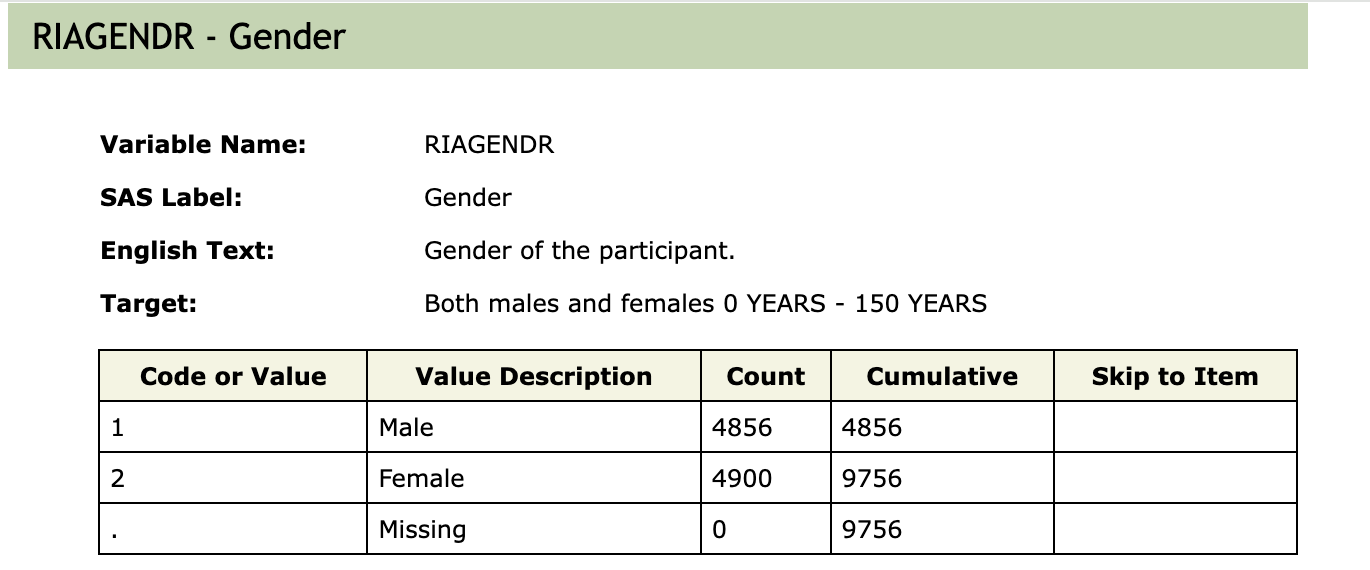 RIAGENDR - Gender
Variable Name: RIAGENDR
SAS Label: Gender
English Text: Gender of the participant.
Target: Both males and females 0 YEARS - 150 YEARS
Code or Value Value Description Count Cumulative Skip to Item
1 Male 4856 4856
2 Female 4900 9756
. Missing 0 9756